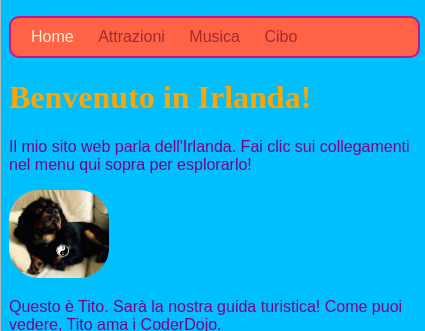 Home Attrazioni Musica Cibo
Benvenuto in Irlanda!
Il mio sito web parla dell'Irlanda. Fai clic sui collegamenti
nel menu qui sopra per esplorarlo!
Questo è Tito. Sarà la nostra guida turistica! Come puoi
vedere, Tito ama i CoderDojo.